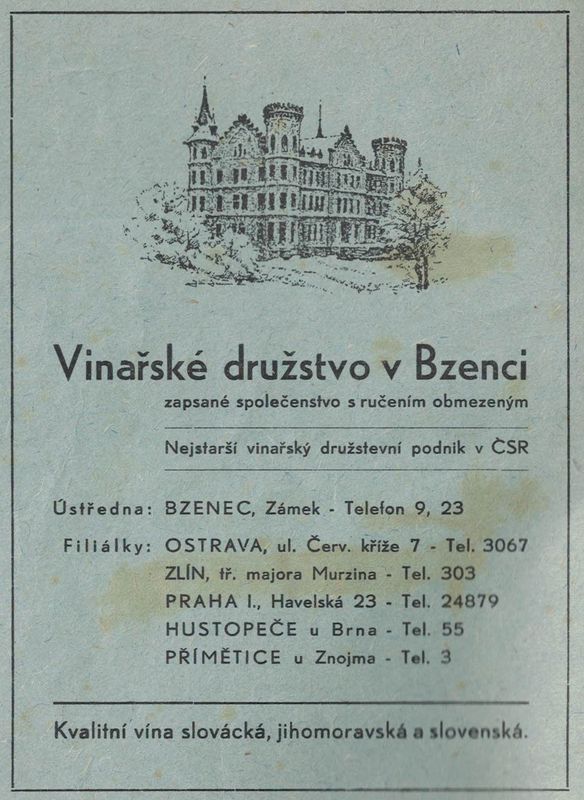 Vinařské družstvo v Bzenci
zapsané společenstvo s ručením obmezeným
Nejstarší vinařský družstevní podnik v ČSR
Ústředna: BZENEC, Zámek - Telefon 9, 23
Filiálky: OSTRAVA, ul. Červ. kříže 7 - Tel. 3067
ZLÍN, tř. majora Murzina - Tel. 303
PRAHA I., Havelská 23 - Tel. 24879
HUSTOPEČE u Brna - Tel. 55
PŘÍMĚTICE u Znojma - Tel. 3
Kvalitní vína slovácká, jihomoravská a slovenská.